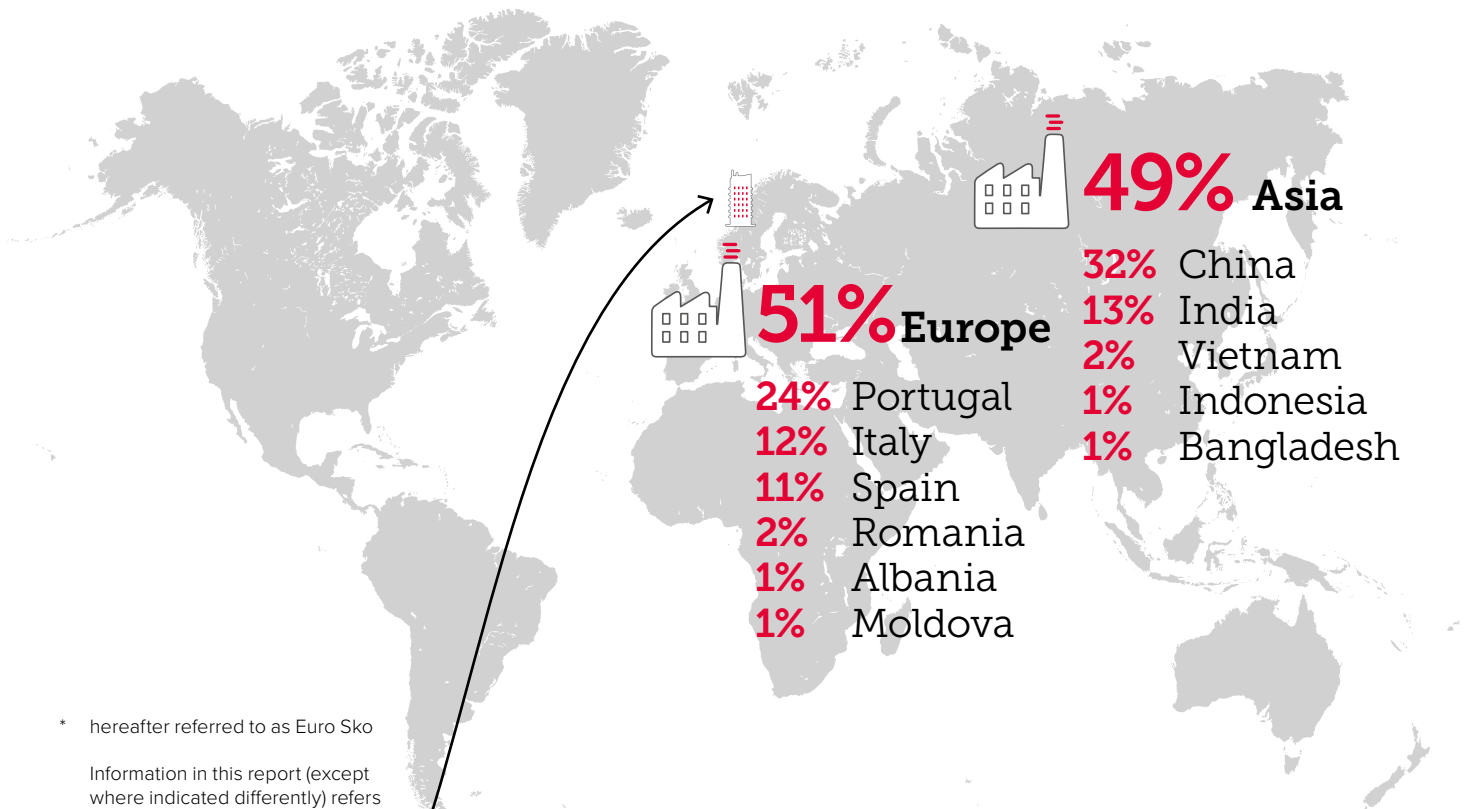 49% Asia
32% China
13% India
2% Vietnam
1% Indonesia
1% Bangladesh
51% Europe
24% Portugal
12% Italy
11% Spain
2% Romania
1% Albania
1% Moldova
* hereafter referred to as Euro Sko
Information in this report (except
where indicated differently) refers